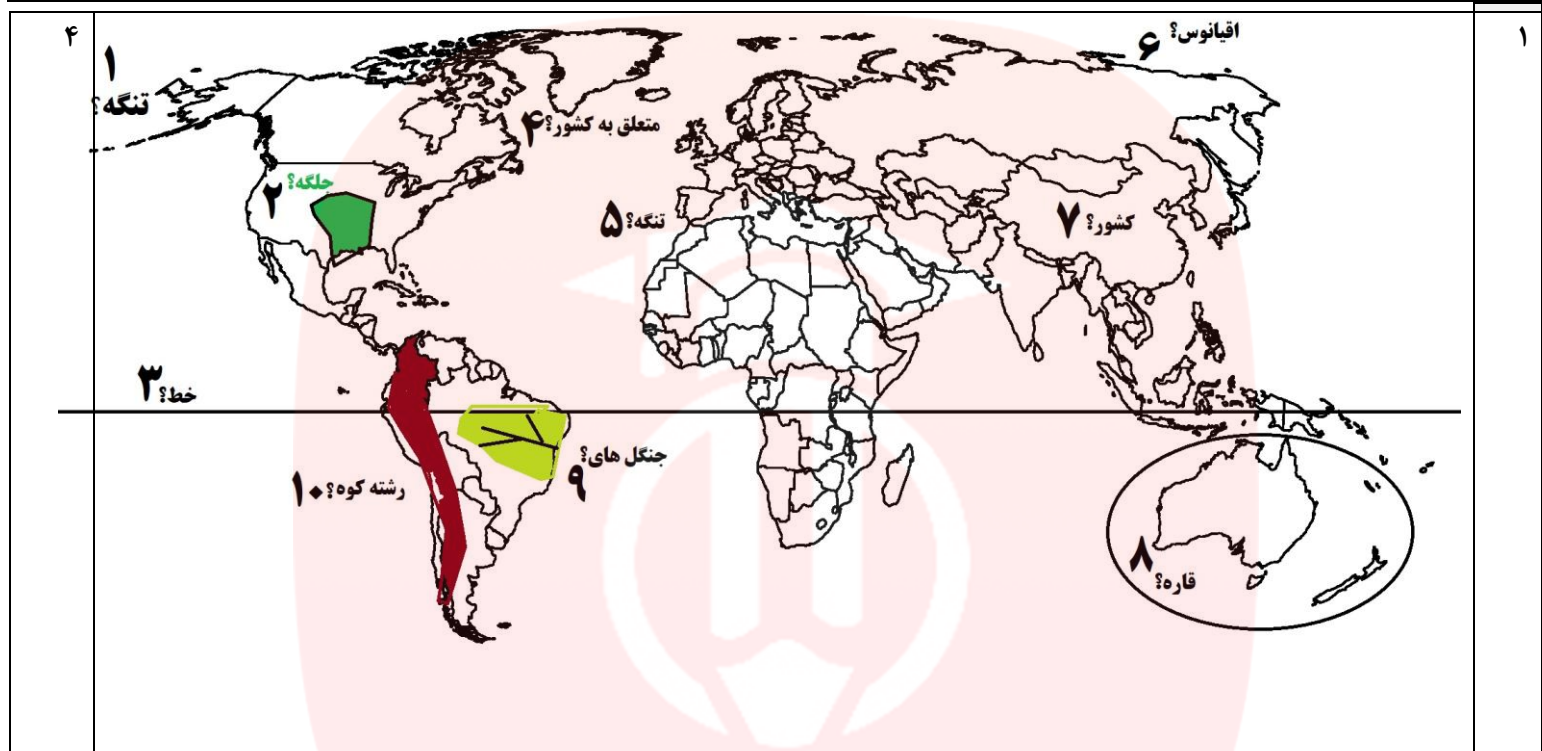 ۱
۴
۶ اقیانوس؟
۱ تنگه؟
۴ متعلق به کشور؟
۲ جلگه؟
۵ تنگه؟
۷ کشور؟
۳ خط؟
۹ جنگل های؟
۱۰ رشته کوه؟
۸ قاره؟